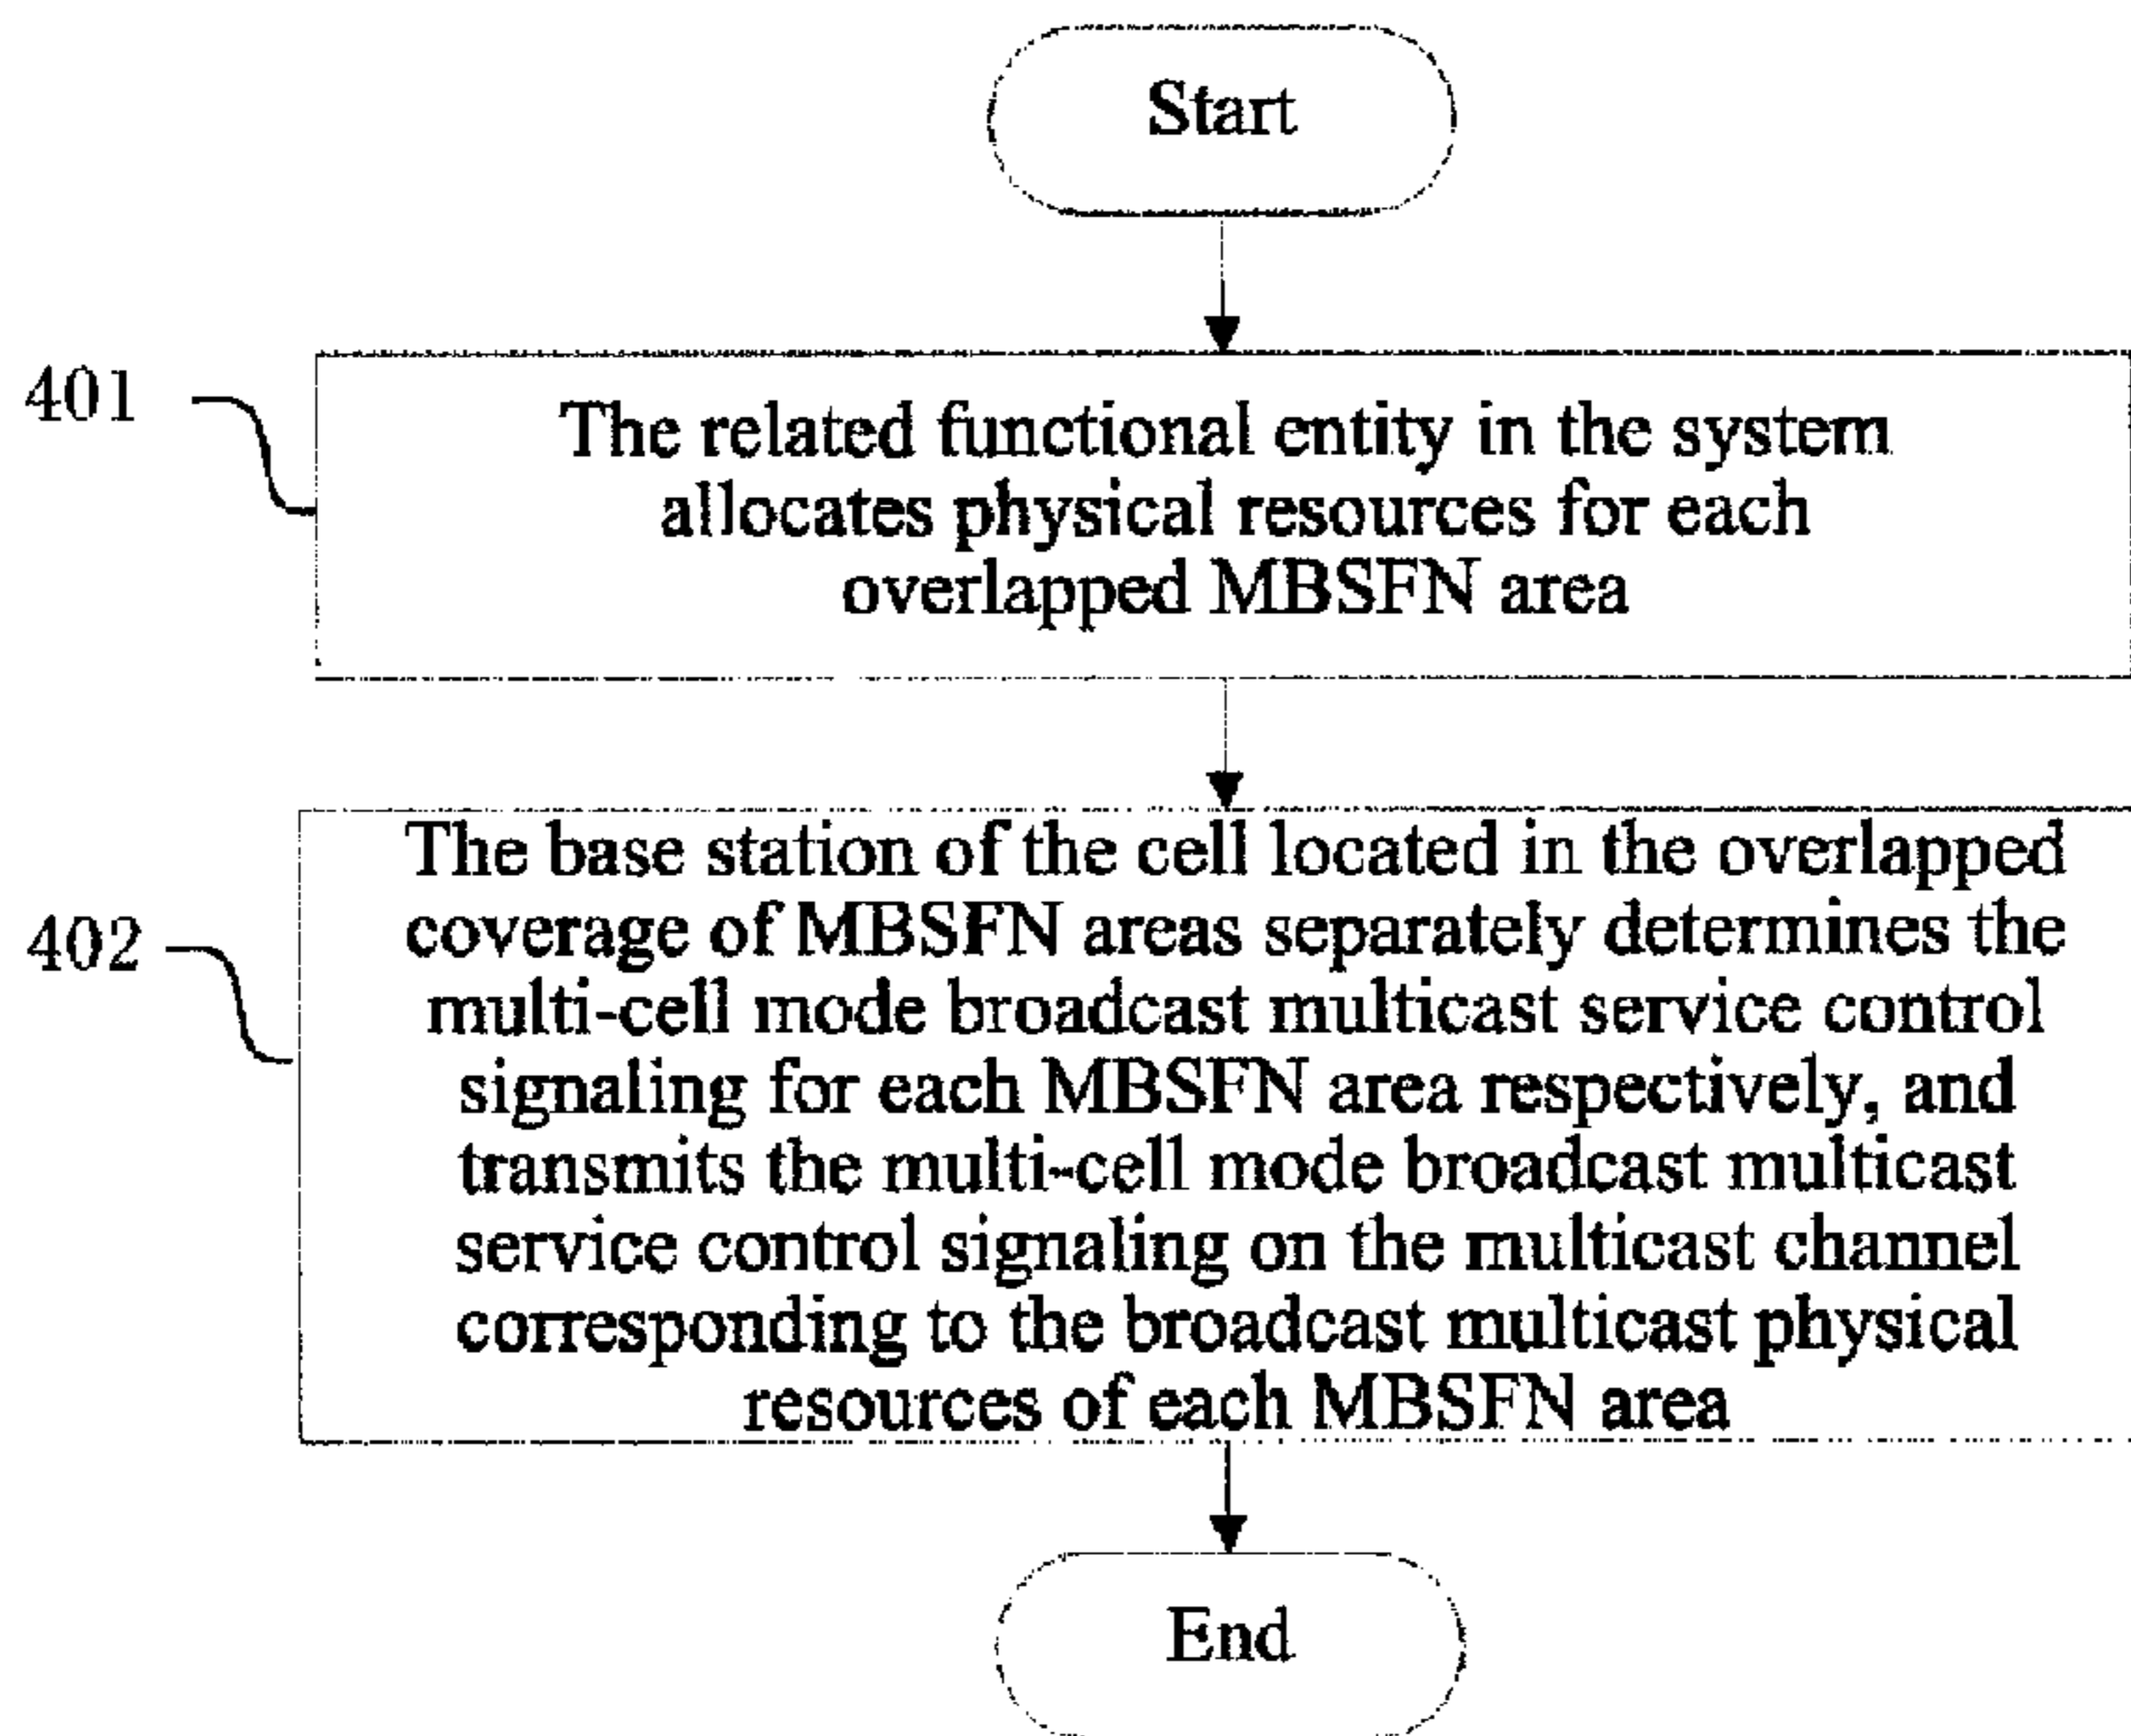 Start
401
The related functional entity in the system
allocates physical resources for each
overlapped MBSFN area
402
The base station of the cell located in the overlapped
coverage of MBSFN areas separately determines the
multi-cell mode broadcast multicast service control
signaling for each MBSFN area respectively, and
transmits the multi-cell mode broadcast multicast
service control signaling on the multicast channel
corresponding to the broadcast multicast physical
resources of each MBSFN area
End